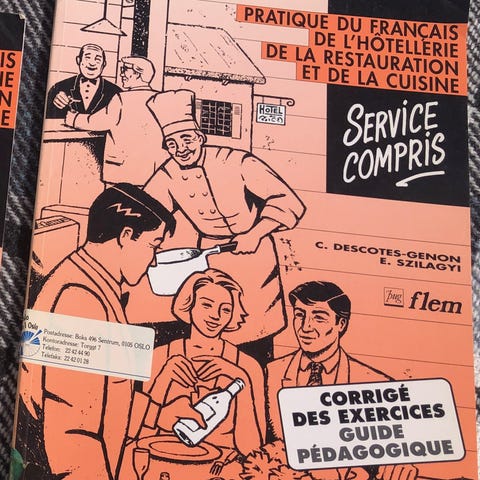 PRATIQUE DU FRANÇAIS
DE L'HÔTELLERIE
DE LA RESTAURATION
ET DE LA CUISINE
SERVICE
COMPRIS
HOTEL
C. DESCOTES-GENON
E. SZILAGYI
pug flem
Postadresse: Boks 496 Sentrum, 0105 OSLO
Kontoradresse: Torggt 7
Telefon: 22 42 44 90
Telefaks: 22 42 01 28
CORRIGÉ
DES EXERCICES
GUIDE
PÉDAGOGIQUE